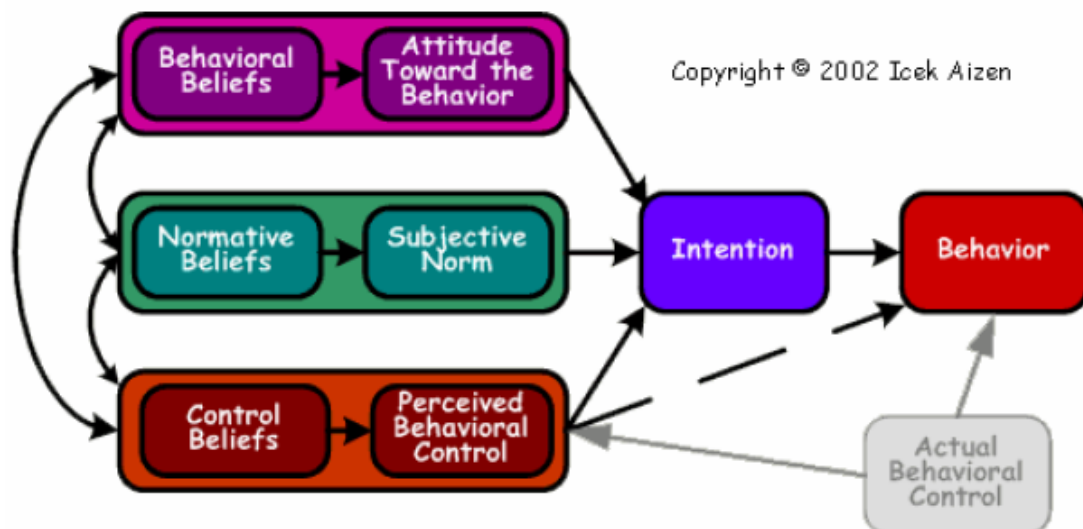 Behavioral
Beliefs
Attitude
Toward the
Behavior
Copyright © 2002 Icek Aizen
Normative
Beliefs
Subjective
Norm
Intention
Behavior
Control
Beliefs
Perceived
Behavioral
Control
Actual
Behavioral
Control